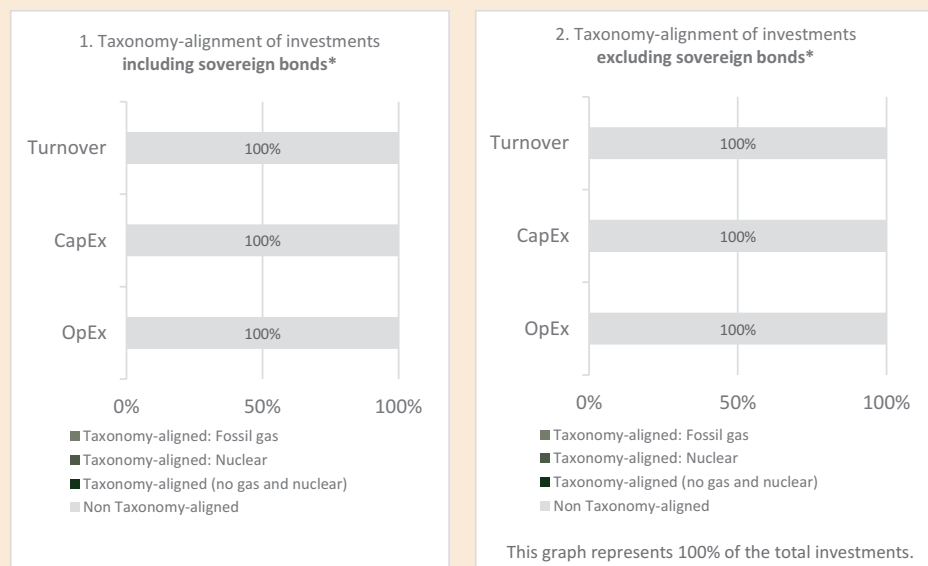 1. Taxonomy-alignment of investments
including sovereign bonds*
Turnover
100%
CapEx
100%
OpEx
100%
0%
50%
100%
Taxonomy-aligned: Fossil gas
Taxonomy-aligned: Nuclear
Taxonomy-aligned (no gas and nuclear)
Non Taxonomy-aligned
2. Taxonomy-alignment of investments
excluding sovereign bonds*
Turnover
100%
CapEx
100%
OpEx
100%
0%
50%
100%
Taxonomy-aligned: Fossil gas
Taxonomy-aligned: Nuclear
Taxonomy-aligned (no gas and nuclear)
Non Taxonomy-aligned
This graph represents 100% of the total investments.